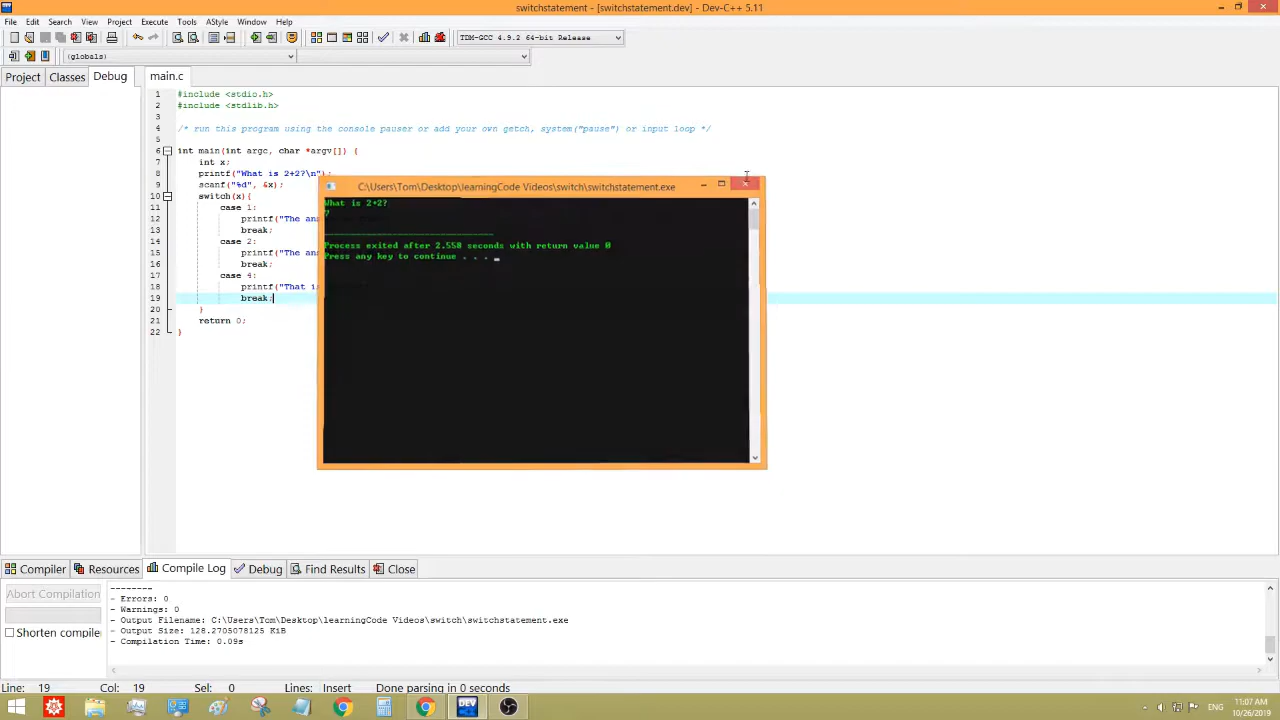 switchstatement - [switchstatement.dev] - Dev-C++ 5.11
File Edit Search View Project Execute Tools AStyle Window Help
TDM-GCC 4.9.2 64-bit Release
(globals)
Project Classes Debug main.c
1 #include <stdio.h>
2 #include <stdlib.h>
3
4 /* run this program using the console pauser or add your own getch, system("pause") or input loop */
5
6 int main(int argc, char *argv[]) {
7 int x;
8 printf("What is 2+2?\n");
9 scanf("%d", &x);
10 switch(x){
11 case 1:
12 printf("The
13 break;
14 case 2:
15 printf("The
16 break;
17 case 4:
18 printf("That
19 break;
20 }
21 return 0;
22 }
C:\Users\Tom\Desktop\learningCode Videos\switch\switchstatement.exe
What is 2+2?
7
Process exited after 2.550 seconds with return value 0
Press any key to continue . . .
Compiler Resources Compile Log Debug Find Results Close
Abort Compilation
Shorten compile
--------
- Errors: 0
- Warnings: 0
- Output Filename: C:\Users\Tom\Desktop\learningCode Videos\switch\switchstatement.exe
- Output Size: 128.2705078125 KiB
- Compilation Time: 0.09s
Line: 19 Col: 19 Sel: 0 Lines: Insert Done parsing in 0 seconds
DEV
ENG
11:07 AM
10/26/2019